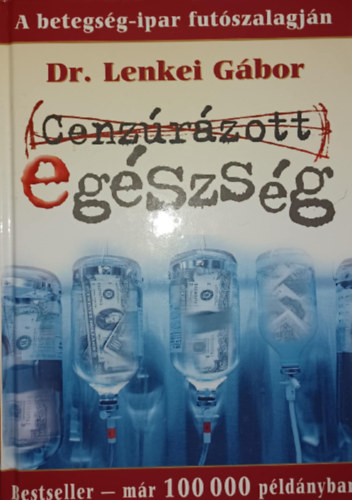 A betegség-ipar futószalagján
Dr. Lenkei Gábor
(Cenzúrázott)
egészség
Bestseller – már 100 000 példányban